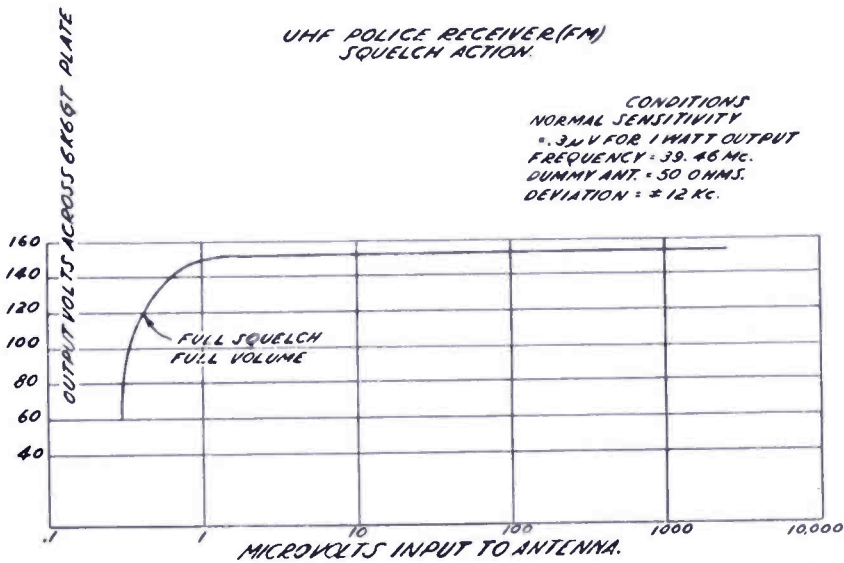 UHF POLICE RECEIVER (FM)
SQUELCH ACTION.
CONDITIONS
NORMAL SENSITIVITY
= .3μV FOR 1 WATT OUTPUT
FREQUENCY = 39.46 Mc.
DUMMY ANT. = 50 OHMS.
DEVIATION = ± 12 Kc.
OUTPUT VOLTS ACROSS 6K6GT PLATE
160
140
120
100
80
60
40
FULL SQUELCH
FULL VOLUME
.1
1
10
100
1000
10,000
MICROVOLTS INPUT TO ANTENNA.